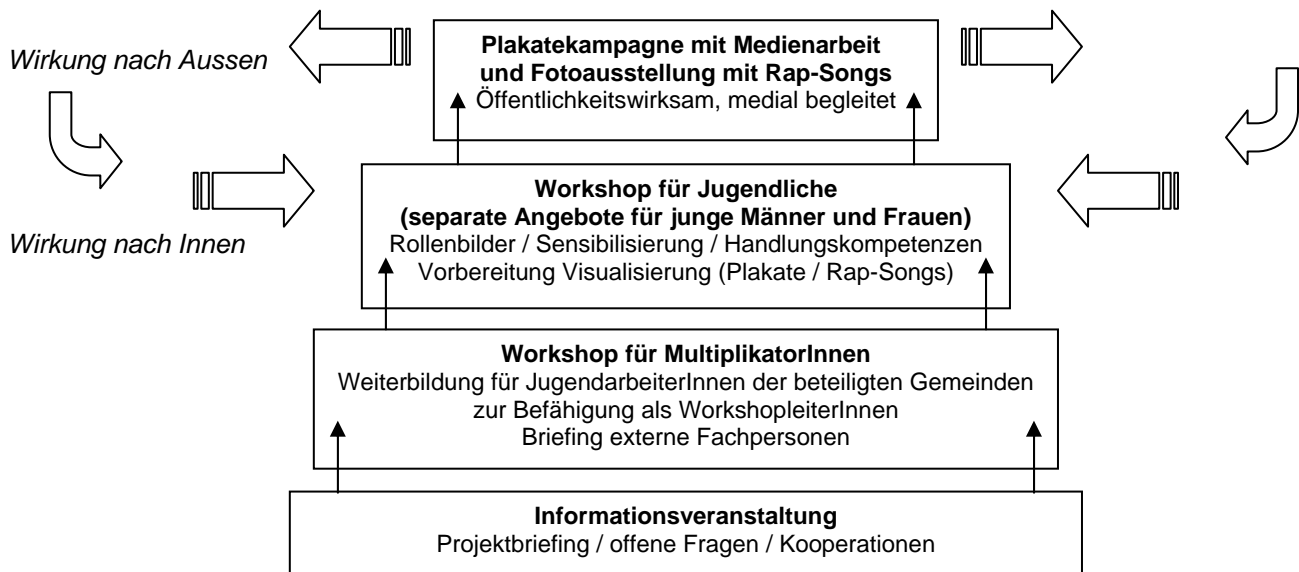 Wirkung nach Aussen
Plakatekampagne mit Medienarbeit
und Fotoausstellung mit Rap-Songs
Öffentlichkeitswirksam, medial begleitet
Workshop für Jugendliche
(separate Angebote für junge Männer und Frauen)
Rollenbilder / Sensibilisierung / Handlungskompetenzen
Vorbereitung Visualisierung (Plakate / Rap-Songs)
Wirkung nach Innen
Workshop für MultiplikatorInnen
Weiterbildung für JugendarbeiterInnen der beteiligten Gemeinden
zur Befähigung als WorkshopleiterInnen
Briefing externe Fachpersonen
Informationsveranstaltung
Projektbriefing / offene Fragen / Kooperationen